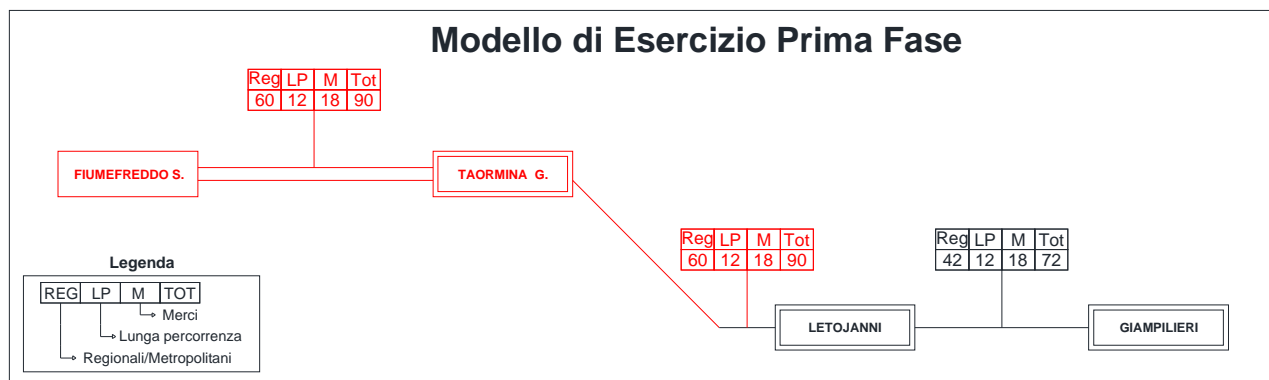 Modello di Esercizio Prima Fase
Reg LP M Tot
60 12 18 90
FIUMEFREDDO S.
TAORMINA G.
Reg LP M Tot
60 12 18 90
Reg LP M Tot
42 12 18 72
LETOJANNI
GIAMPILIERI
Legenda
REG LP M TOT
Merci
Lunga percorrenza
Regionali/Metropolitani